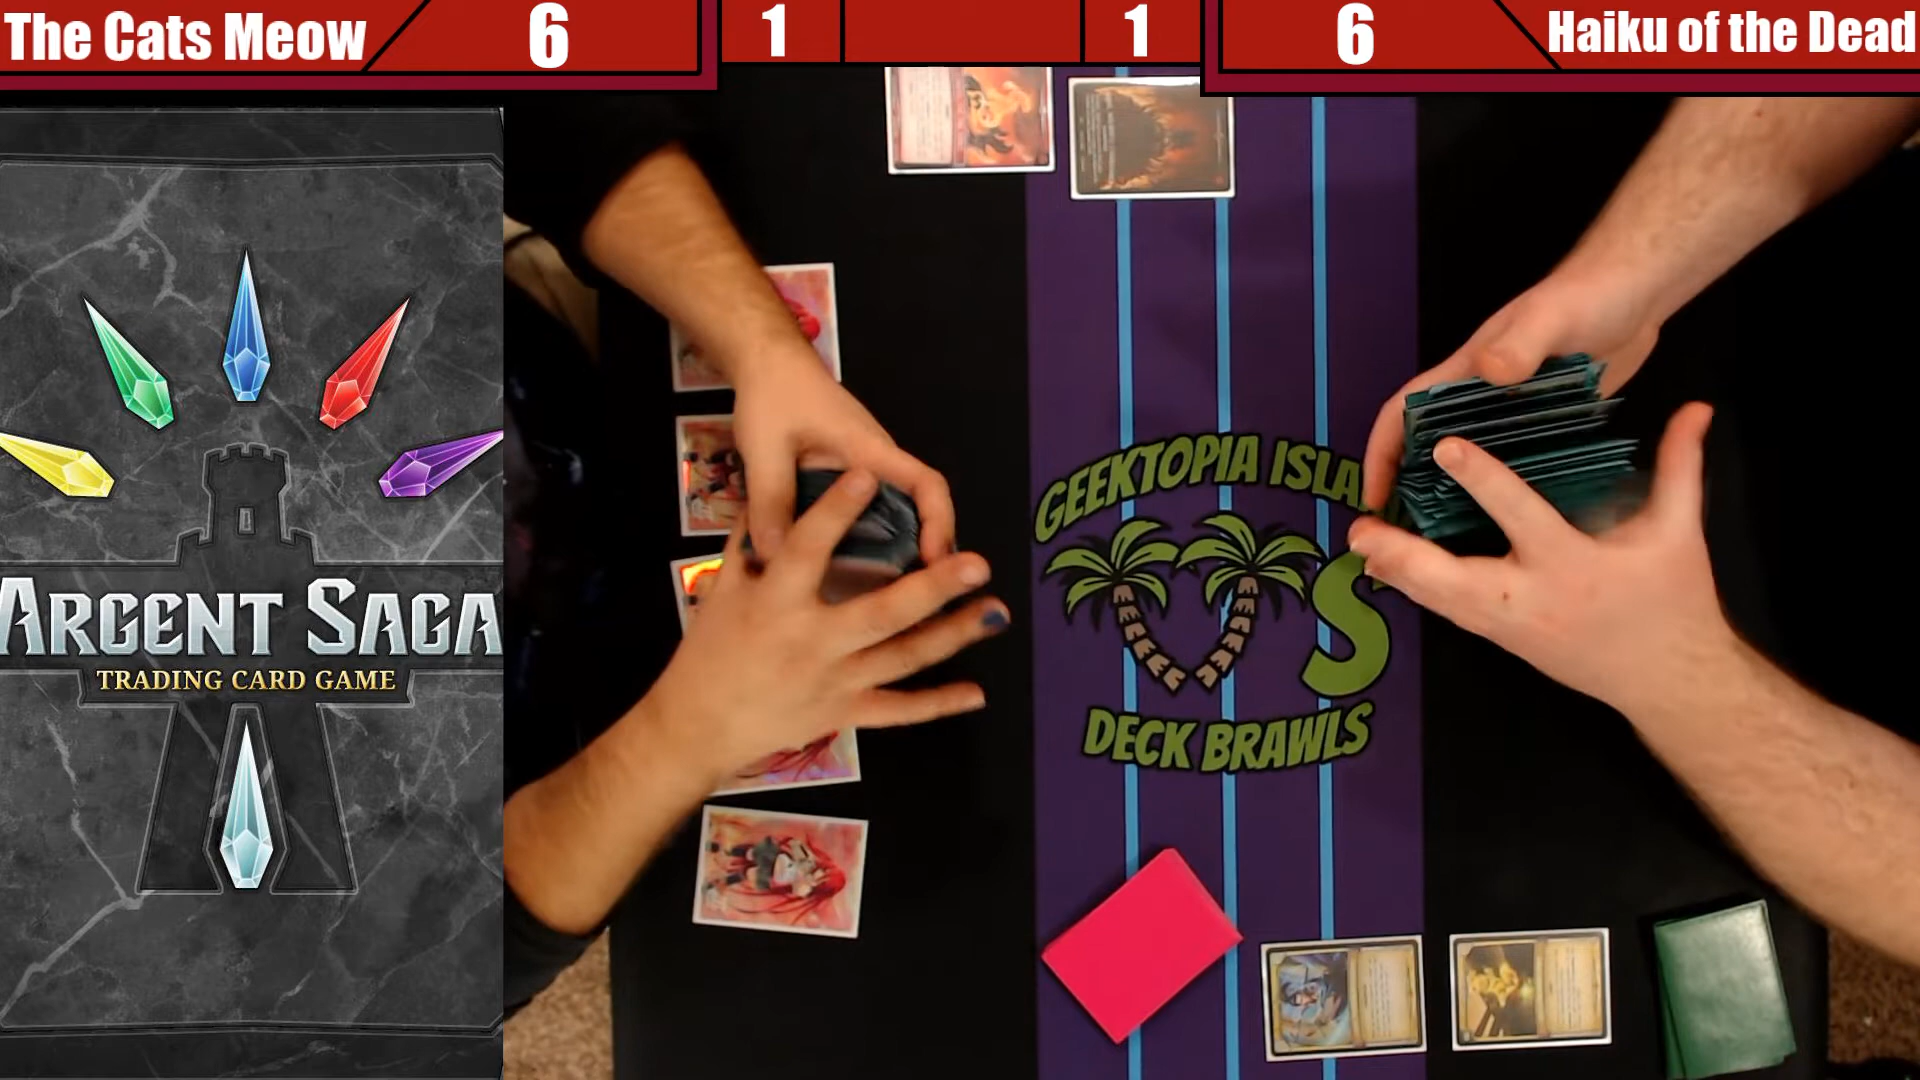 The Cats Meow 6 1 1 6 Haiku of the Dead
ARGENT SAGA
TRADING CARD GAME
GEEKTOPIA ISLA
S
DECK BRAWLS